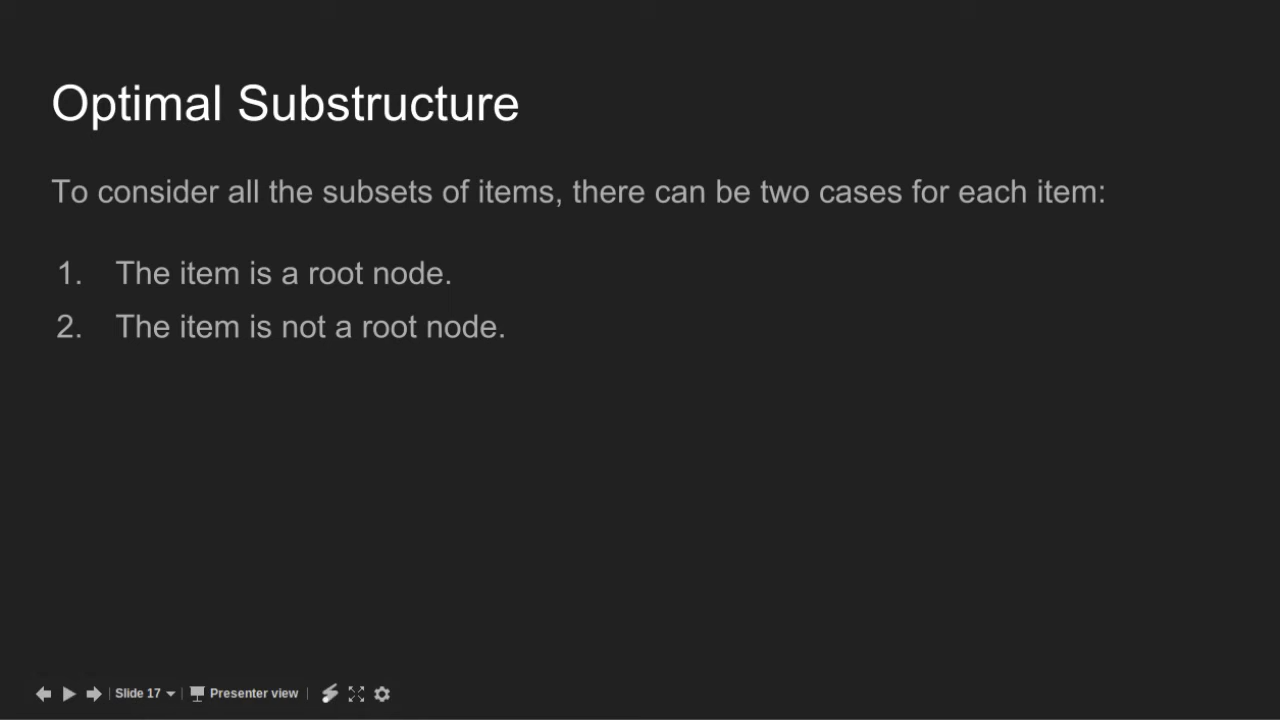 Optimal Substructure
To consider all the subsets of items, there can be two cases for each item:
1. The item is a root node.
2. The item is not a root node.
Slide 17 Presenter view